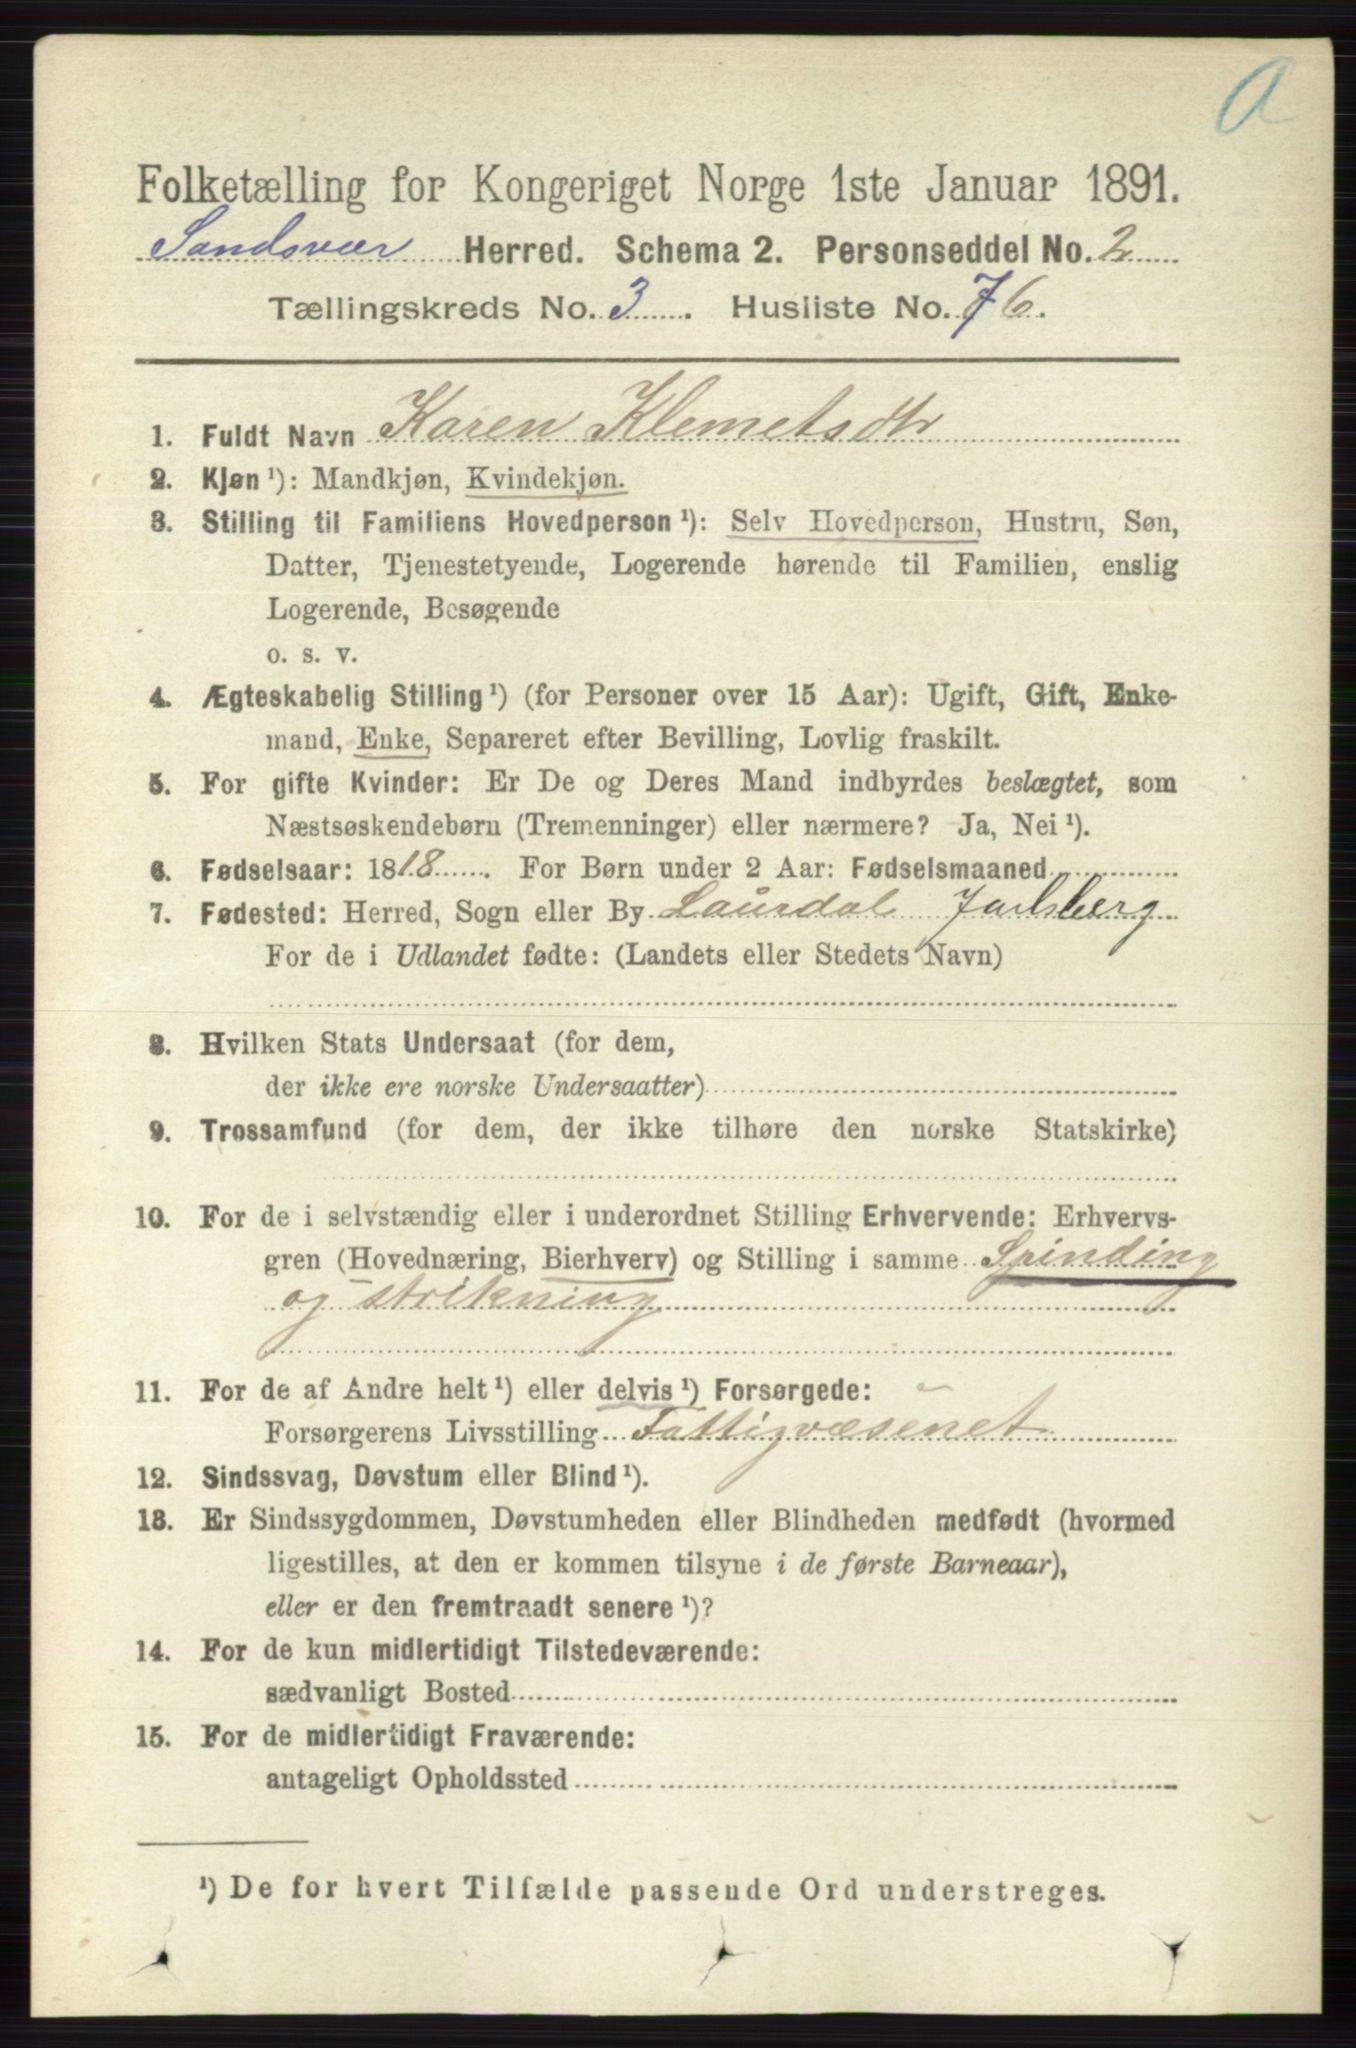 a
Folketælling for Kongeriget Norge 1ste Januar 1891.
Sandsvær Herred. Schema 2. Personseddel No. 2
Tællingskreds No. 3. Husliste No. 76.
1. Fuldt Navn Karen Klemetsdtr
2. Kjøn ¹): Mandkjøn, Kvindekjøn.
3. Stilling til Familiens Hovedperson ¹): Selv Hovedperson, Hustru, Søn,
Datter, Tjenestetyende, Logerende hørende til Familien, enslig
Logerende, Besøgende
o. s. v.
4. Ægteskabelig Stilling ¹) (for Personer over 15 Aar): Ugift, Gift, Enke-
mand, Enke, Separeret efter Bevilling, Lovlig fraskilt.
5. For gifte Kvinder: Er De og Deres Mand indbyrdes beslægtet, som
Næstsøskendebørn (Tremenninger) eller nærmere? Ja, Nei ¹).
6. Fødselsaar: 1818. For Børn under 2 Aar: Fødselsmaaned
7. Fødested: Herred, Sogn eller By Laurdal Jarlsberg
For de i Udlandet fødte: (Landets eller Stedets Navn)
8. Hvilken Stats Undersaat (for dem,
der ikke ere norske Undersaatter)
9. Trossamfund (for dem, der ikke tilhøre den norske Statskirke)
10. For de i selvstændig eller i underordnet Stilling Erhvervende: Erhvervs-
gren (Hovednæring, Bierhverv) og Stilling i samme Spinding
og strikning
11. For de af Andre helt ¹) eller delvis ¹) Forsørgede:
Forsørgerens Livsstilling Fattigvæsenet
12. Sindssvag, Døvstum eller Blind ¹).
13. Er Sindssygdommen, Døvstumheden eller Blindheden medfødt (hvormed
ligestilles, at den er kommen tilsyne i de første Barneaar),
eller er den fremtraadt senere ¹)?
14. For de kun midlertidigt Tilstedeværende:
sædvanligt Bosted
15. For de midlertidigt Fraværende:
antageligt Opholdssted
¹) De for hvert Tilfælde passende Ord understreges.